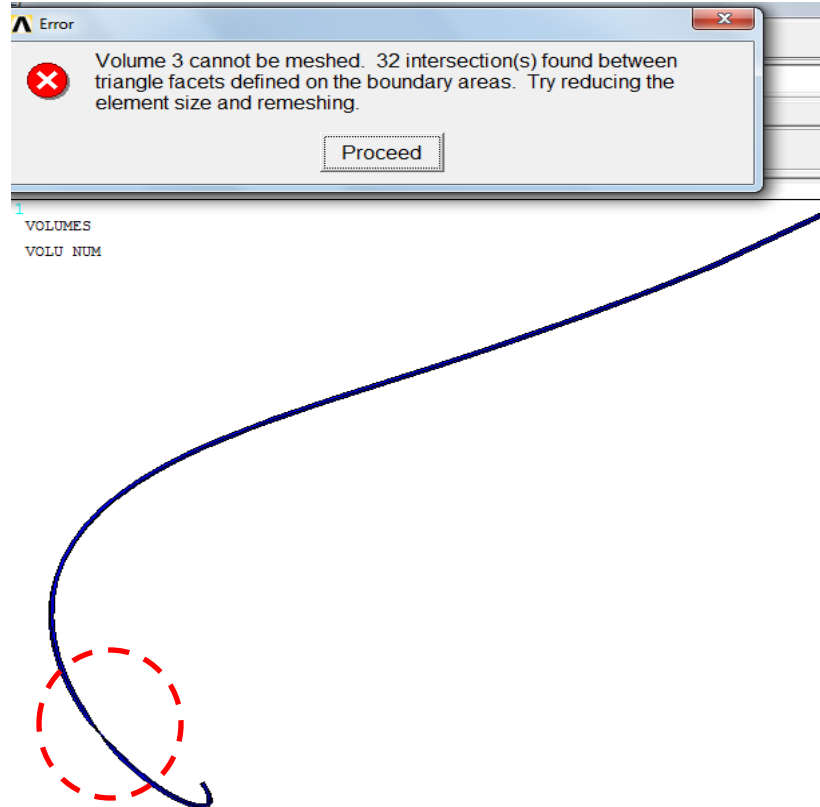 Error
Volume 3 cannot be meshed.  32 intersection(s) found between
triangle facets defined on the boundary areas.  Try reducing the
element size and remeshing.
Proceed
1
VOLUMES
VOLU NUM